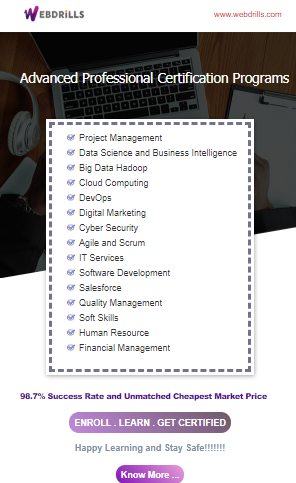 WEBDRiLLS
www.webdrills.com
Advanced Professional Certification Programs
Project Management
Data Science and Business Intelligence
Big Data Hadoop
Cloud Computing
DevOps
Digital Marketing
Cyber Security
Agile and Scrum
IT Services
Software Development
Salesforce
Quality Management
Soft Skills
Human Resource
Financial Management
98.7% Success Rate and Unmatched Cheapest Market Price
ENROLL . LEARN . GET CERTIFIED
Happy Learning and Stay Safe!!!!!!!
Know More ...